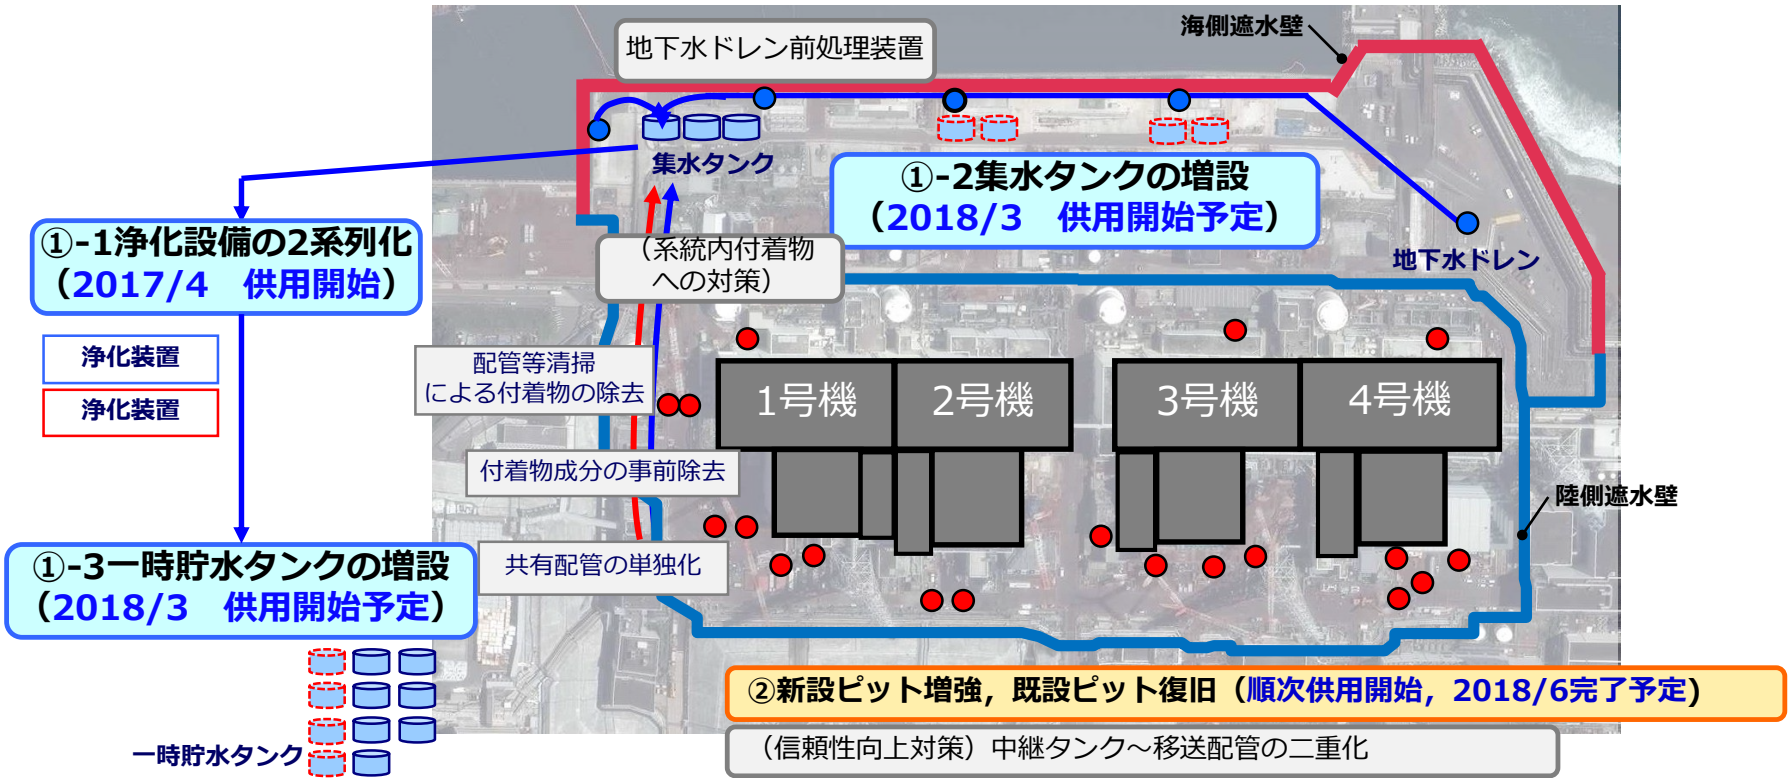 海側遮水壁
地下水ドレン前処理装置
集水タンク
①-2集水タンクの増設
（2018/3　供用開始予定）
①-1浄化設備の2系列化
（2017/4　供用開始）
（系統内付着物
への対策）
地下水ドレン
浄化装置
浄化装置
配管等清掃
による付着物の除去
1号機
2号機
3号機
4号機
付着物成分の事前除去
陸側遮水壁
共有配管の単独化
①-3一時貯水タンクの増設
（2018/3　供用開始予定）
②新設ピット増強，既設ピット復旧（順次供用開始，2018/6完了予定)
一時貯水タンク
（信頼性向上対策）中継タンク～移送配管の二重化